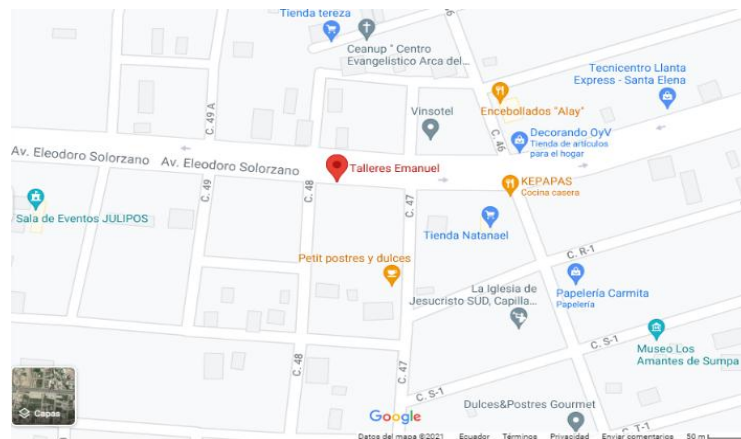 Tienda tereza
Ceanup " Centro
Evangelistico Arca del...
C. 46
Tecnicentro Llanta
Express - Santa Elena
C. 49 A
Encebollados "Alay"
Vinsotel
C. 46
Decorando OyV
Tienda de artículos
para el hogar
Av. Eleodoro Solorzano
Av. Eleodoro Solorzano
Talleres Emanuel
KEPAPAS
Cocina casera
C. 49
C. 48
C. 47
Sala de Eventos JULIPOS
Tienda Natanael
C. R-1
Petit postres y dulces
La Iglesia de
Jesucristo SUD, Capilla...
Papelería Carmita
Papelería
C. S-1
Museo Los
Amantes de Sumpa
C. 48
C. 47
C. S-1
Capas
Google
Dulces&Postres Gourmet
C. T-1
Datos del mapa ©2021 Ecuador Términos Privacidad Enviar comentarios 50 m